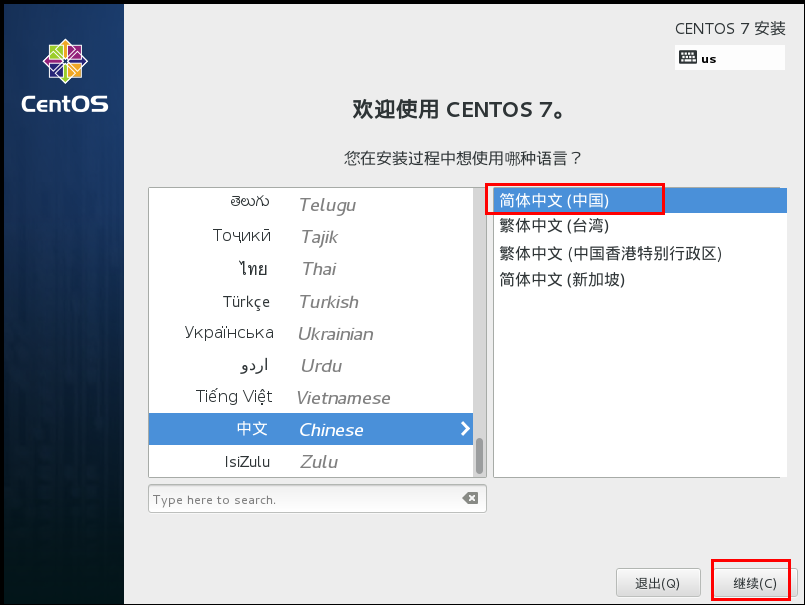 CENTOS 7 安装
us
CentOS
欢迎使用 CENTOS 7。
您在安装过程中想使用哪种语言？
తెలుగు Telugu
Тоҷикӣ Tajik
ไทย Thai
Türkçe Turkish
Українська Ukrainian
اردو Urdu
Tiếng Việt Vietnamese
中文 Chinese
IsiZulu Zulu
简体中文 (中国)
繁体中文 (台湾)
繁体中文 (中国香港特别行政区)
简体中文 (新加坡)
Type here to search.
退出(Q)
继续(C)